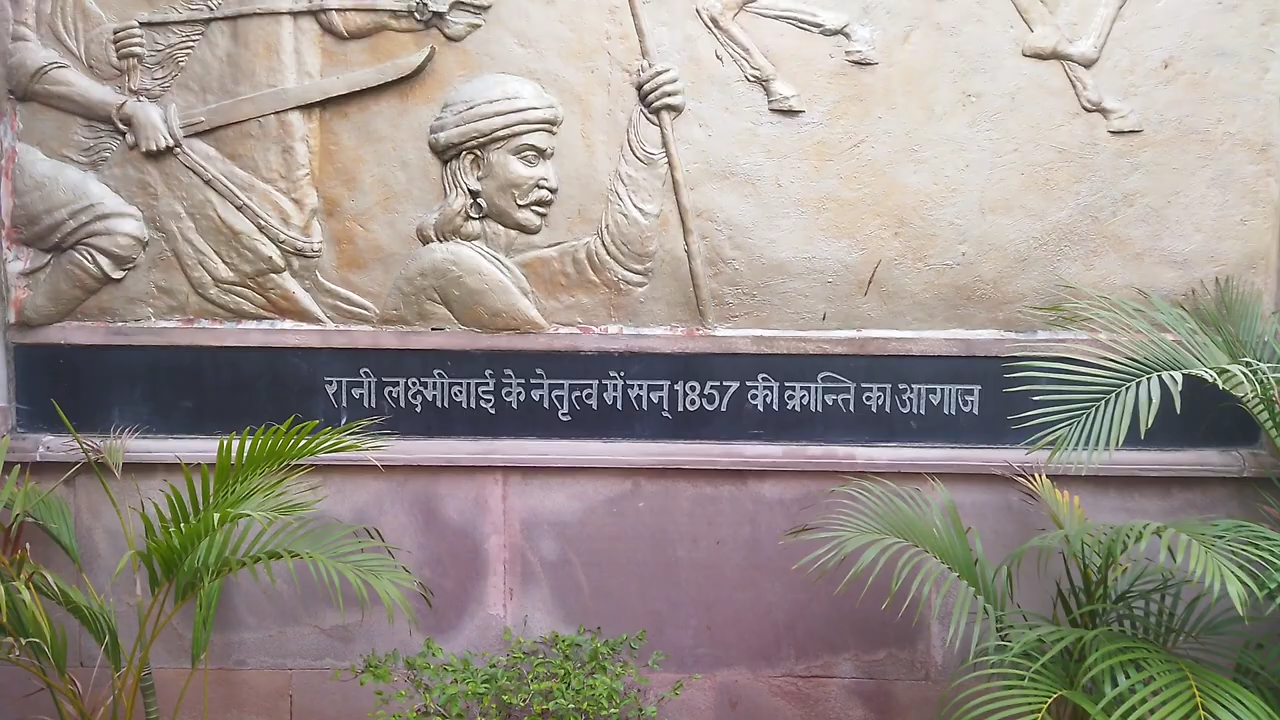 रानी लक्ष्मीबाई के नेतृत्व में सन् 1857 की क्रान्ति का आगाज